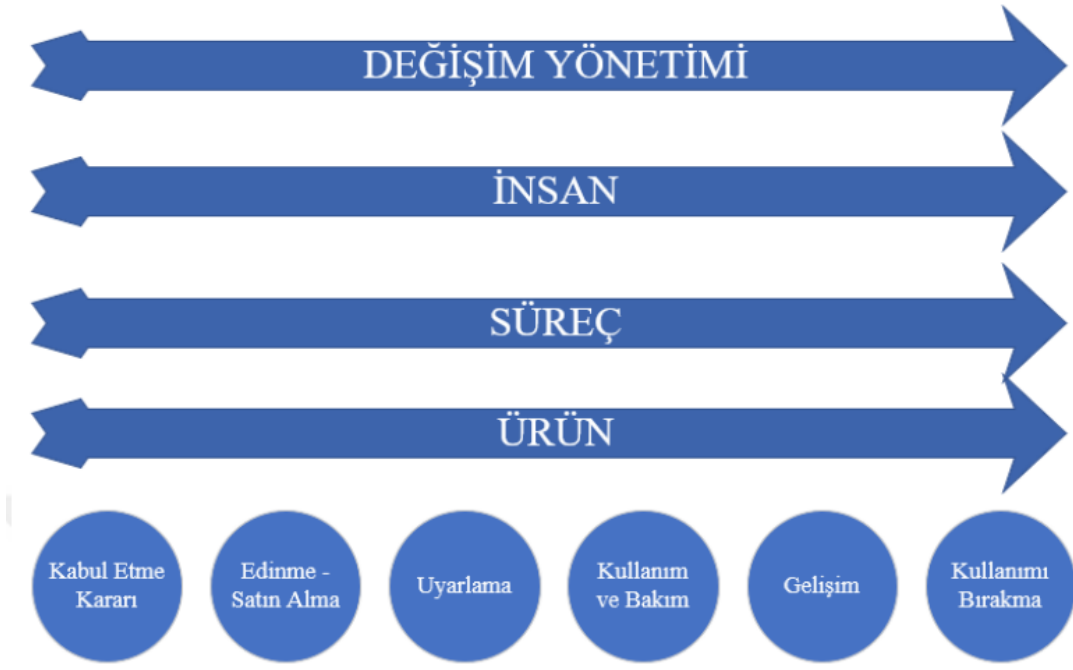 DEĞİŞİM YÖNETİMİ
İNSAN
SÜREÇ
ÜRÜN
Kabul Etme
Kararı
Edinme -
Satın Alma
Uyarlama
Kullanım
ve Bakım
Gelişim
Kullanımı
Bırakma